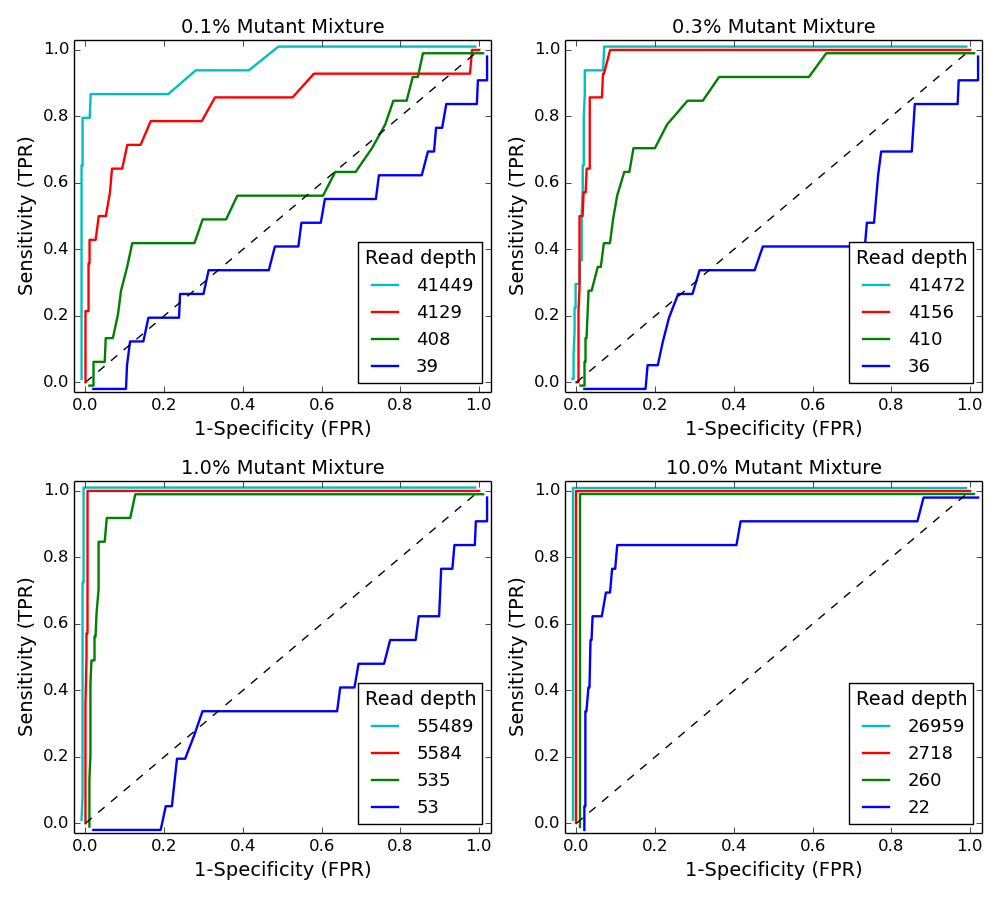 0.1% Mutant Mixture
1.0
0.8
0.6
0.4
0.2
0.0
Sensitivity (TPR)
Read depth
41449
4129
408
39
0.0 0.2 0.4 0.6 0.8 1.0
1-Specificity (FPR)
0.3% Mutant Mixture
1.0
0.8
0.6
0.4
0.2
0.0
Sensitivity (TPR)
Read depth
41472
4156
410
36
0.0 0.2 0.4 0.6 0.8 1.0
1-Specificity (FPR)
1.0% Mutant Mixture
1.0
0.8
0.6
0.4
0.2
0.0
Sensitivity (TPR)
Read depth
55489
5584
535
53
0.0 0.2 0.4 0.6 0.8 1.0
1-Specificity (FPR)
10.0% Mutant Mixture
1.0
0.8
0.6
0.4
0.2
0.0
Sensitivity (TPR)
Read depth
26959
2718
260
22
0.0 0.2 0.4 0.6 0.8 1.0
1-Specificity (FPR)